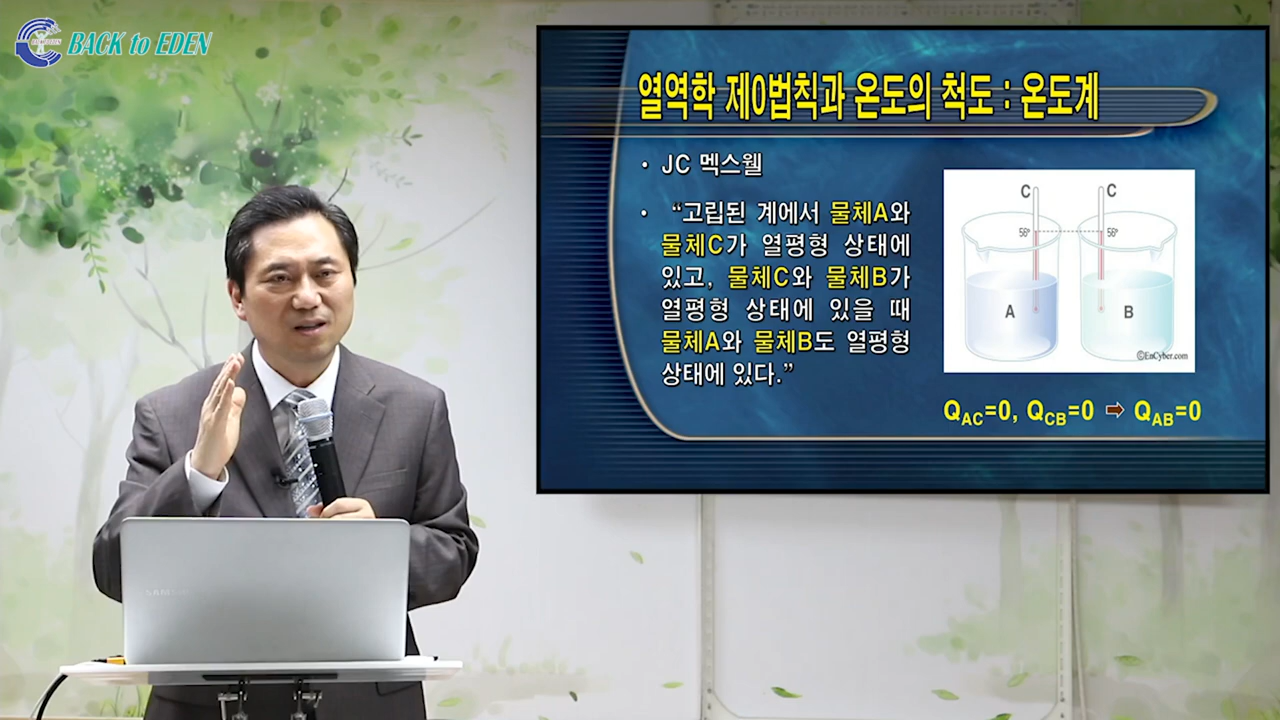 BACK to EDEN
열역학 제0법칙과 온도의 척도 : 온도계
• JC 멕스웰
• “고립된 계에서 물체A와
물체C가 열평형 상태에
있고, 물체C와 물체B가
열평형 상태에 있을 때
물체A와 물체B도 열평형
상태에 있다.”
C C
56° 56°
A B
©EnCyber.com
QAC=0, QCB=0 ⇨ QAB=0
SAMSUNG